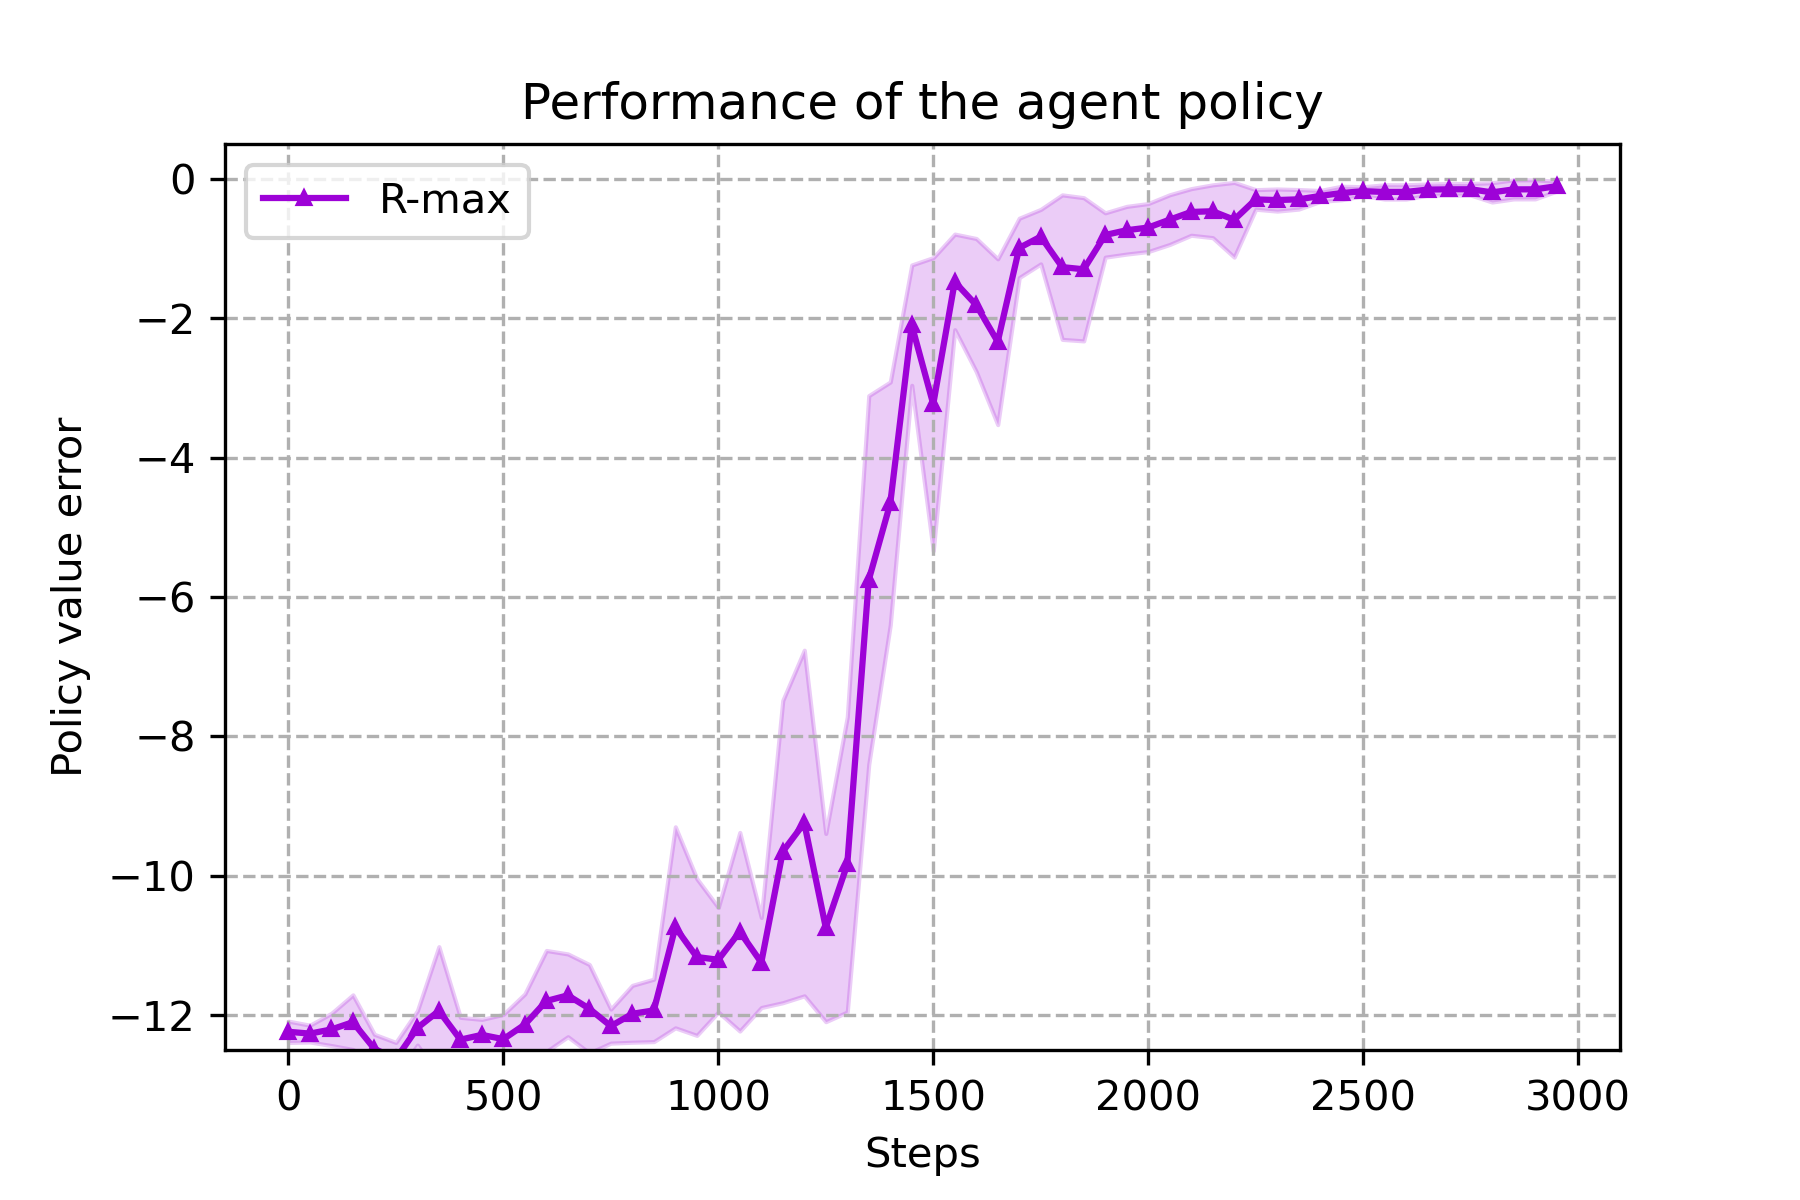 Performance of the agent policy
R-max
0
−2
−4
−6
−8
−10
−12
Policy value error
0 500 1000 1500 2000 2500 3000
Steps